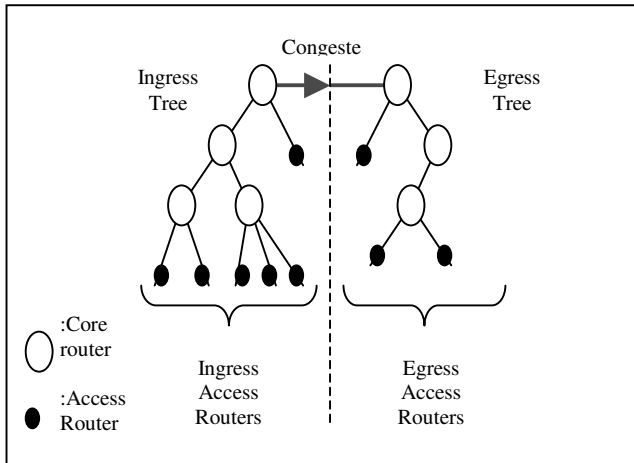 Congeste
Ingress
Tree
Egress
Tree
:Core
router
:Access
Router
Ingress
Access
Routers
Egress
Access
Routers